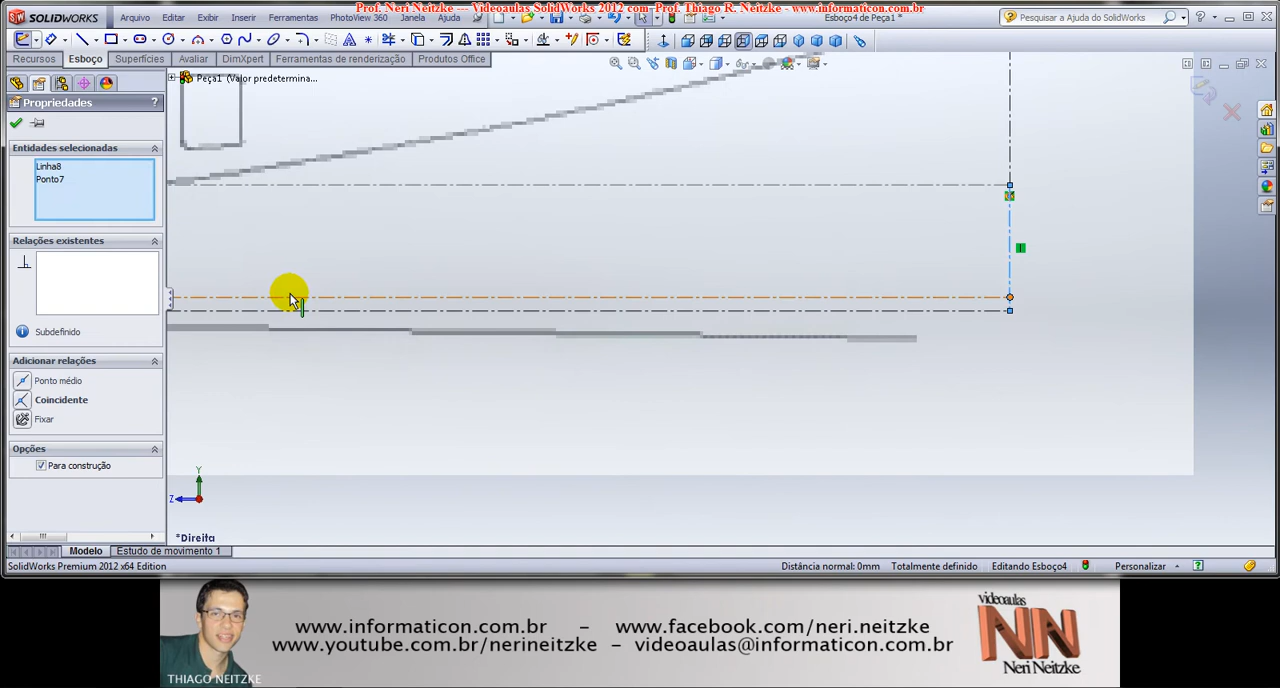 Prof. Neri Neitzke --- Videoaulas SolidWorks 2012 com Prof. Thiago R. Neitzke - www.informaticon.com.br
SOLIDWORKS
Arquivo Editar Exibir Inserir Ferramentas PhotoView 360 Janela Ajuda
Esboço4 de Peça1 *
Pesquisar a Ajuda do SolidWorks
Recursos Esboço Superfícies Avaliar DimXpert Ferramentas de renderização Produtos Office
Peça1 (Valor predetermina...
Propriedades ?
Entidades selecionadas
Linha8
Ponto7
Relações existentes
Subdefinido
Adicionar relações
Ponto médio
Coincidente
Fixar
Opções
Para construção
Y
Z
*Direita
Modelo Estudo de movimento 1
SolidWorks Premium 2012 x64 Edition
Distância normal: 0mm Totalmente definido Editando Esboço4 Personalizar
www.informaticon.com.br - www.facebook.com/neri.neitzke
www.youtube.com.br/nerineitzke - videoaulas@informaticon.com.br
THIAGO NEITZKE
videoaulas
NN
Neri Neitzke